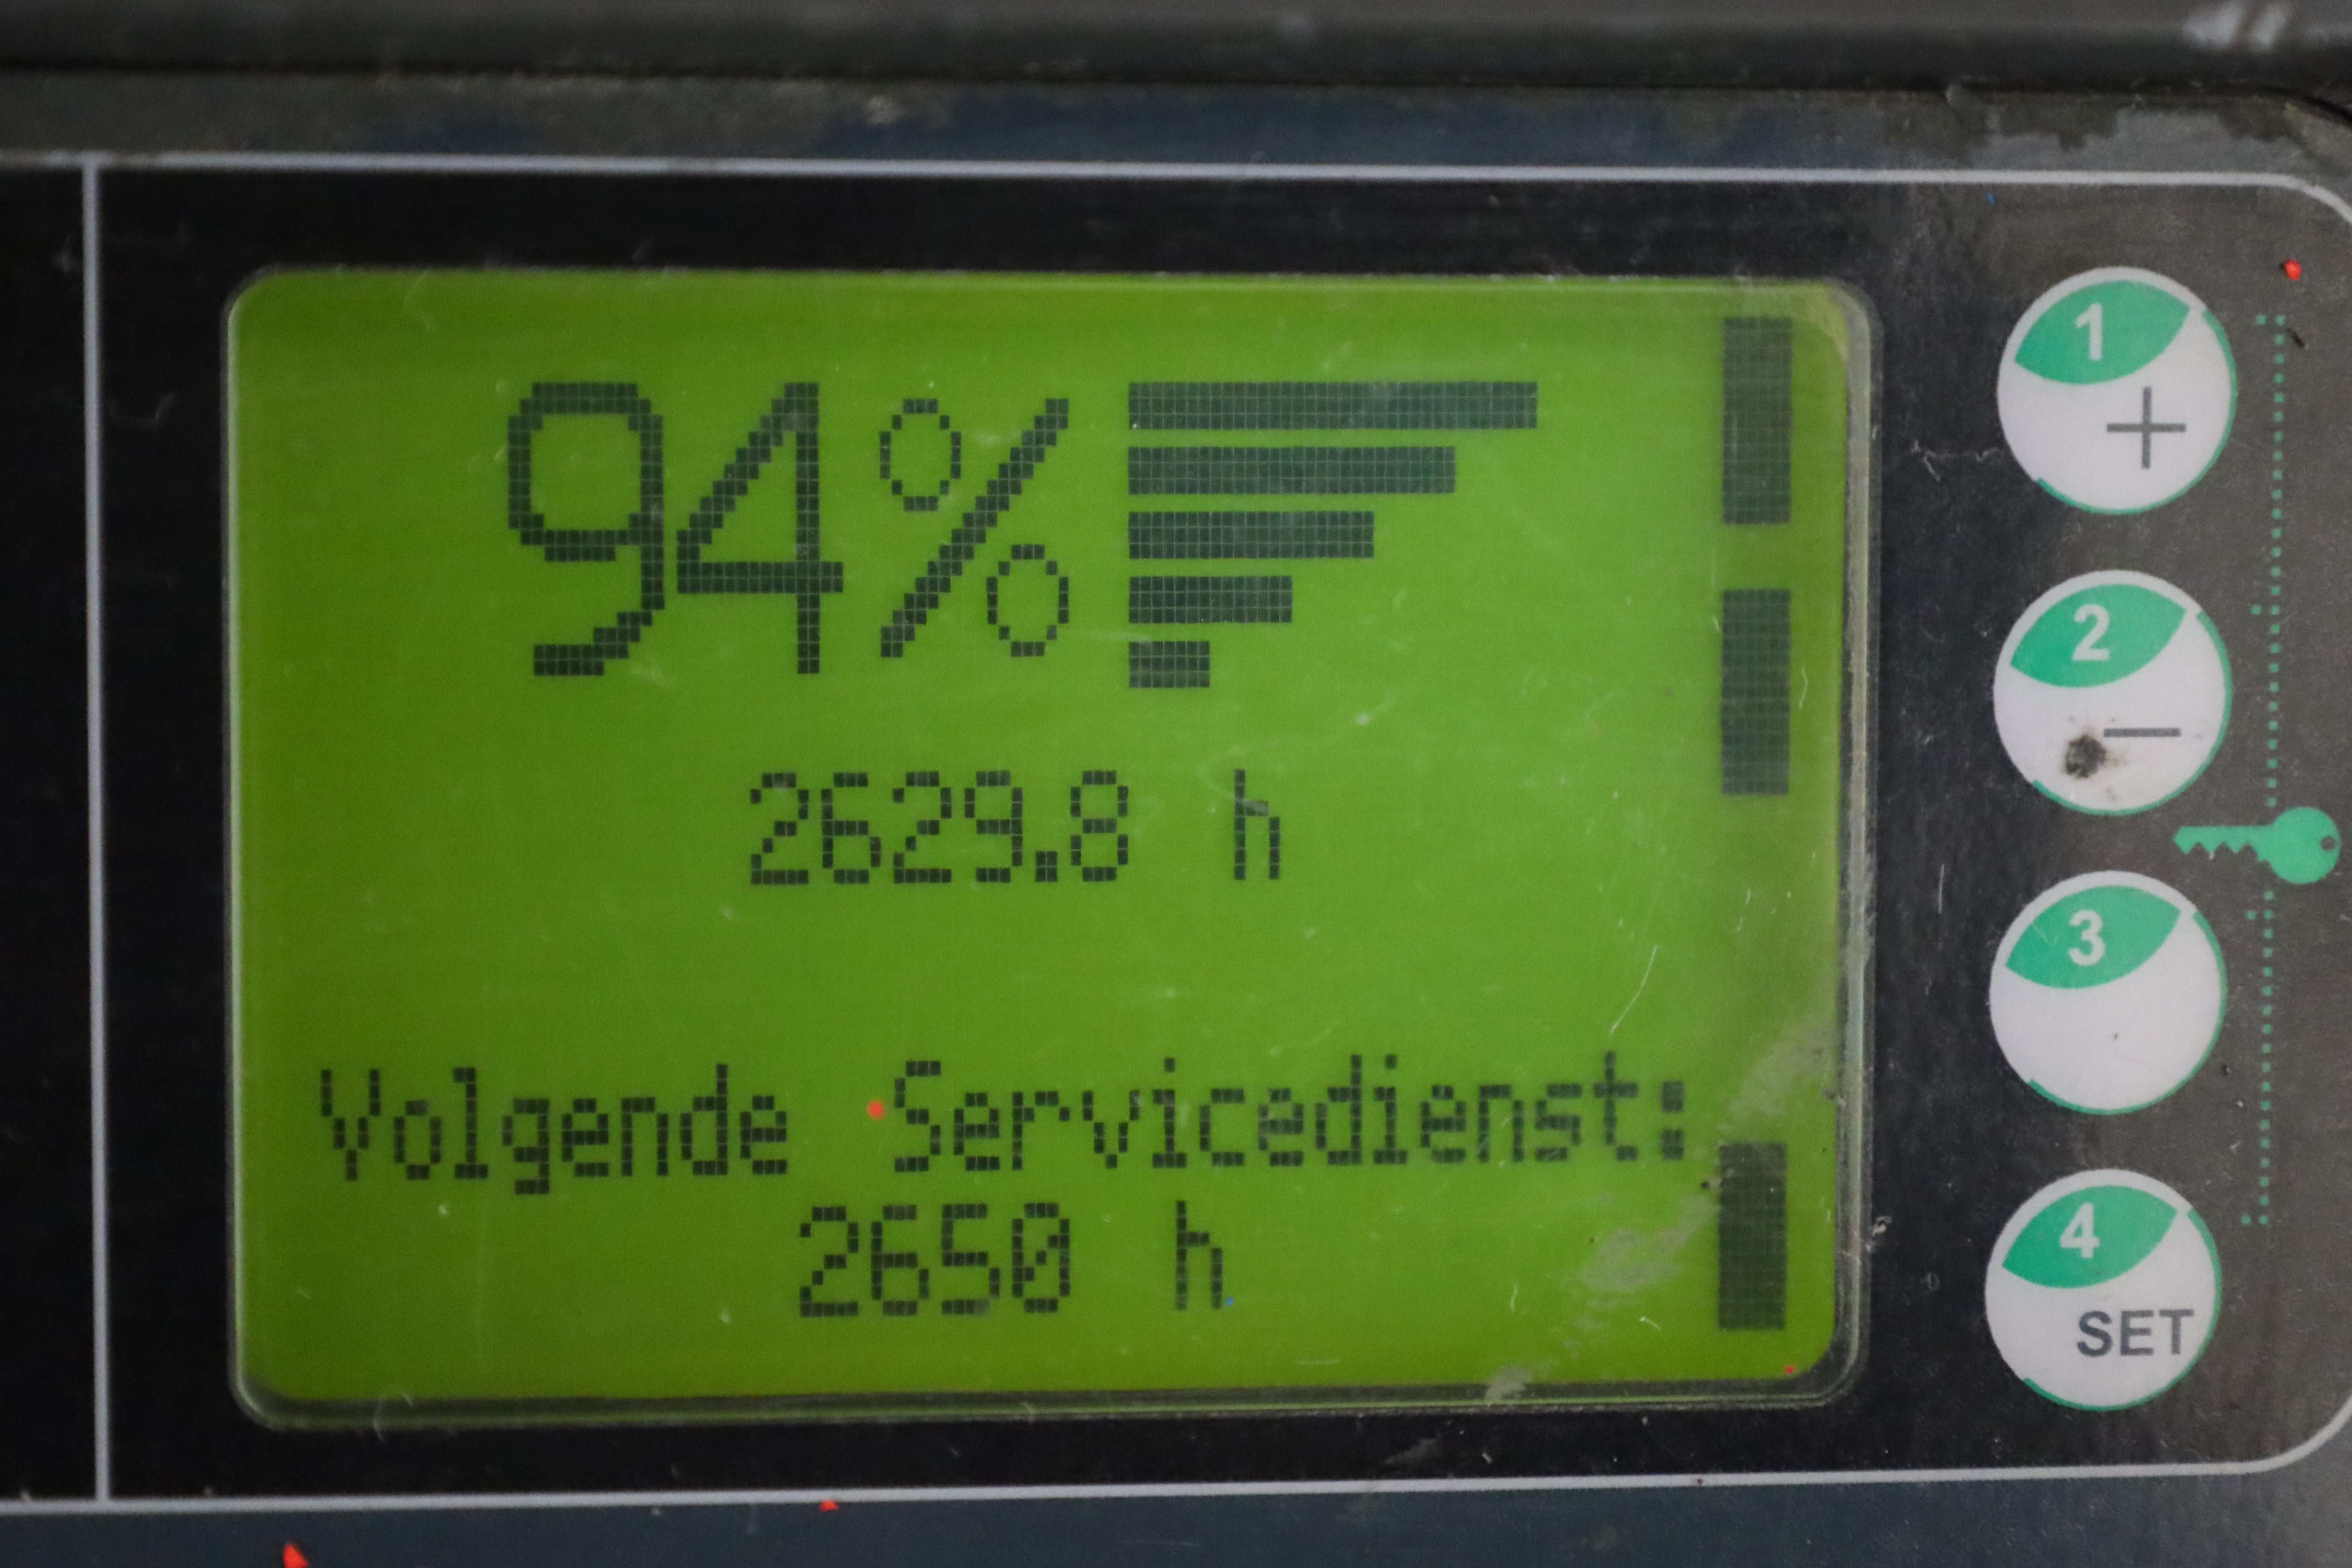 94%
2629.8 h
Volgende Servicedienst:
2650 h
1
+
2
−
3
4
SET